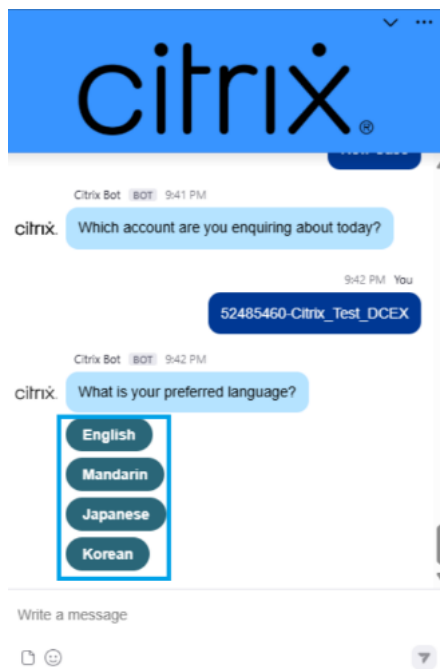 citrix®
Citrix Bot BOT 9:41 PM
citrix.
Which account are you enquiring about today?
9:42 PM You
52485460-Citrix_Test_DCEX
Citrix Bot BOT 9:42 PM
citrix.
What is your preferred language?
English
Mandarin
Japanese
Korean
Write a message